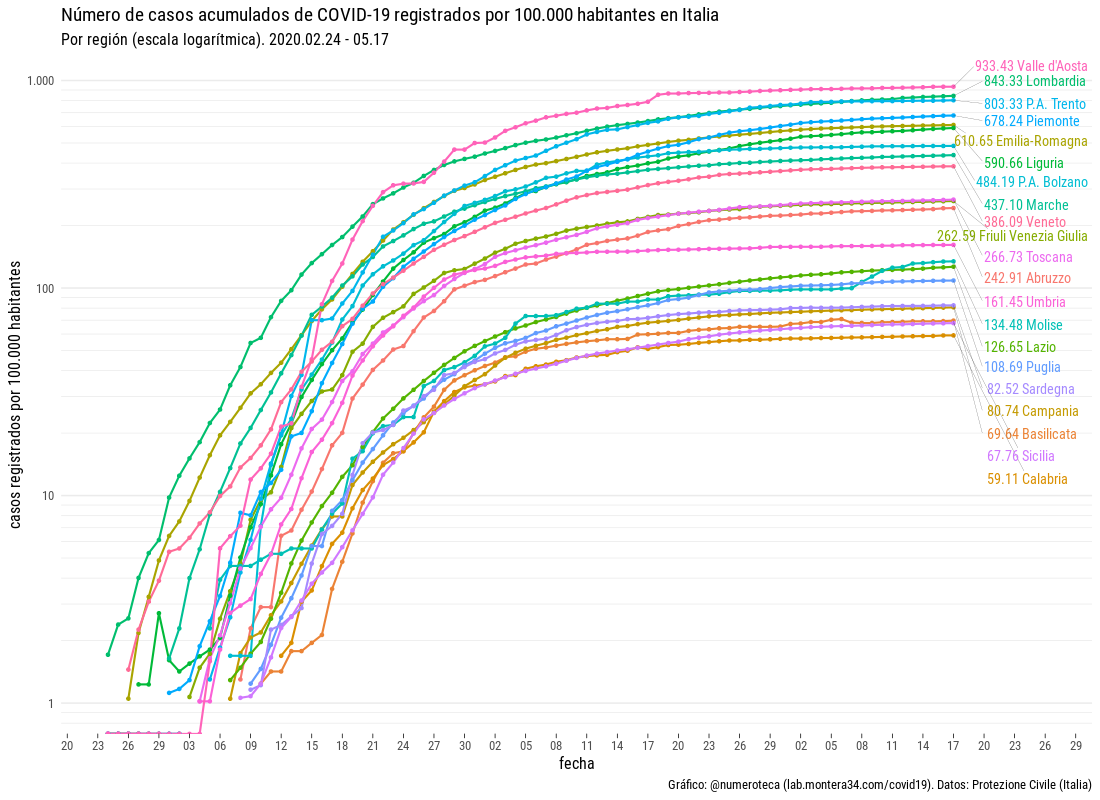 Número de casos acumulados de COVID-19 registrados por 100.000 habitantes en Italia
Por región (escala logarítmica). 2020.02.24 - 05.17
casos registrados por 100.000 habitantes
1.000
100
10
1
933.43 Valle d'Aosta
843.33 Lombardia
803.33 P.A. Trento
678.24 Piemonte
610.65 Emilia-Romagna
590.66 Liguria
484.19 P.A. Bolzano
437.10 Marche
386.09 Veneto
262.59 Friuli Venezia Giulia
266.73 Toscana
242.91 Abruzzo
161.45 Umbria
134.48 Molise
126.65 Lazio
108.69 Puglia
82.52 Sardegna
80.74 Campania
69.64 Basilicata
67.76 Sicilia
59.11 Calabria
20 23 26 29 03 06 09 12 15 18 21 24 27 30 02 05 08 11 14 17 20 23 26 29 02 05 08 11 14 17 20 23 26 29
fecha
Gráfico: @numeroteca (lab.montera34.com/covid19). Datos: Protezione Civile (Italia)